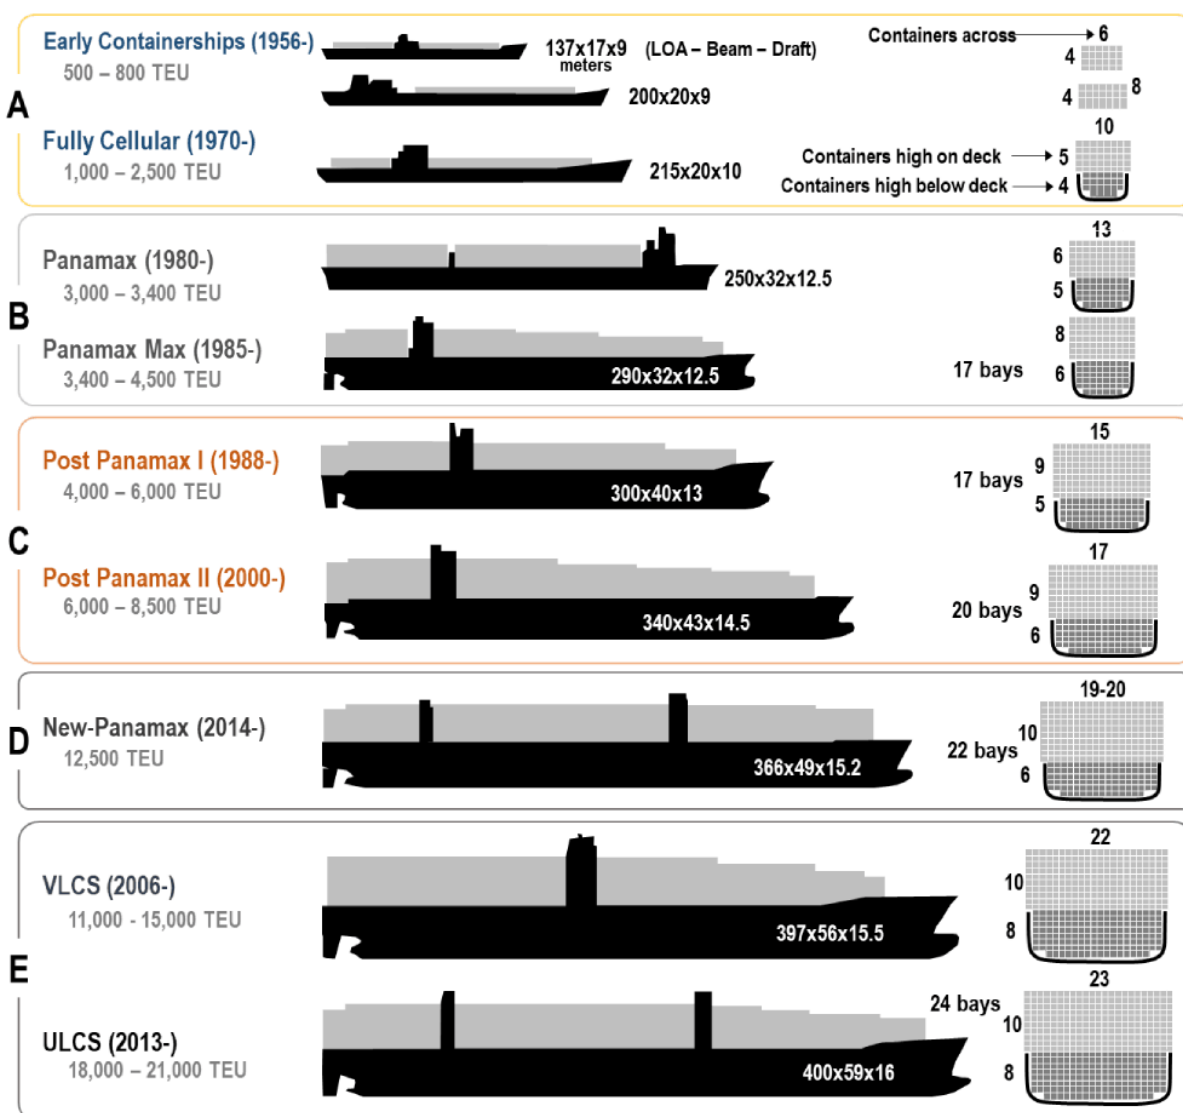 A
Early Containerships (1956-)
500 – 800 TEU
137x17x9 (LOA – Beam – Draft)
meters
Containers across
6
4
200x20x9
4
8
Fully Cellular (1970-)
1,000 – 2,500 TEU
215x20x10
10
Containers high on deck
5
Containers high below deck
4
B
Panamax (1980-)
3,000 – 3,400 TEU
250x32x12.5
13
6
5
Panamax Max (1985-)
3,400 – 4,500 TEU
290x32x12.5
17 bays
8
6
C
Post Panamax I (1988-)
4,000 – 6,000 TEU
300x40x13
17 bays
15
9
5
Post Panamax II (2000-)
6,000 – 8,500 TEU
340x43x14.5
20 bays
17
9
6
D
New-Panamax (2014-)
12,500 TEU
366x49x15.2
22 bays
19-20
10
6
E
VLCS (2006-)
11,000 - 15,000 TEU
397x56x15.5
22
10
8
ULCS (2013-)
18,000 – 21,000 TEU
400x59x16
24 bays
23
10
8